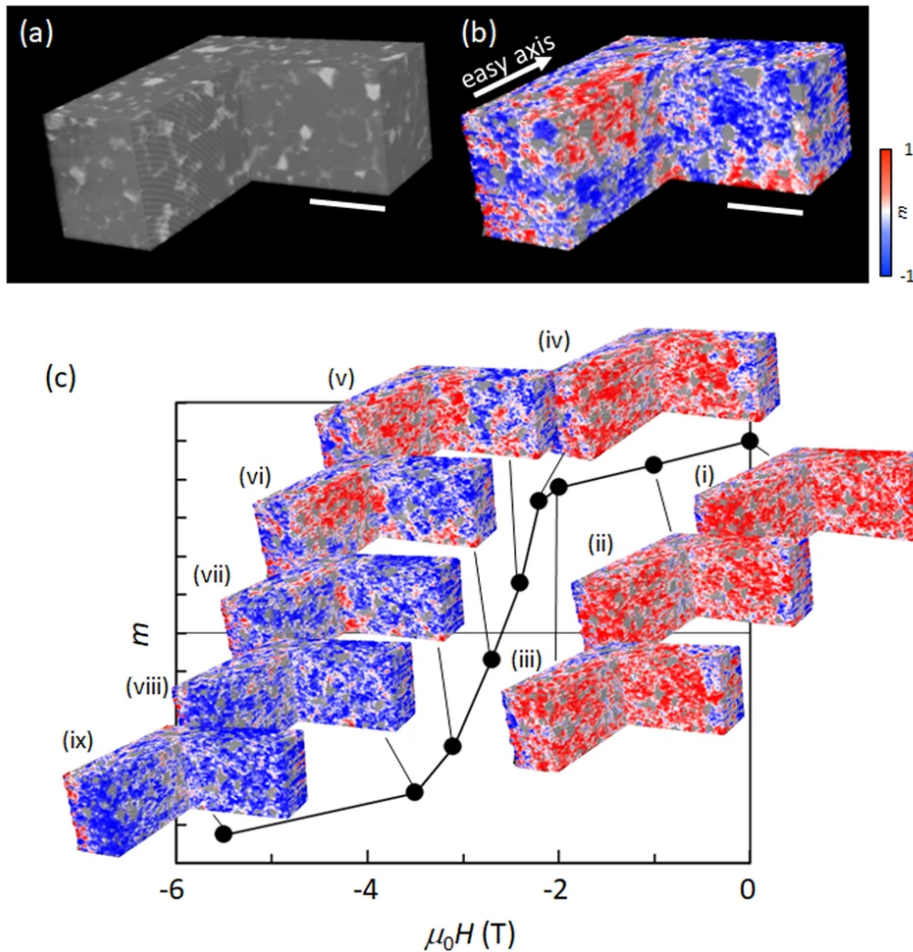 (a)
(b)
easy axis
1
m
-1
(c)
(iv)
(v)
(vi)
(i)
(vii)
(ii)
m
(viii)
(iii)
(ix)
-6
-4
-2
0
μ₀H (T)